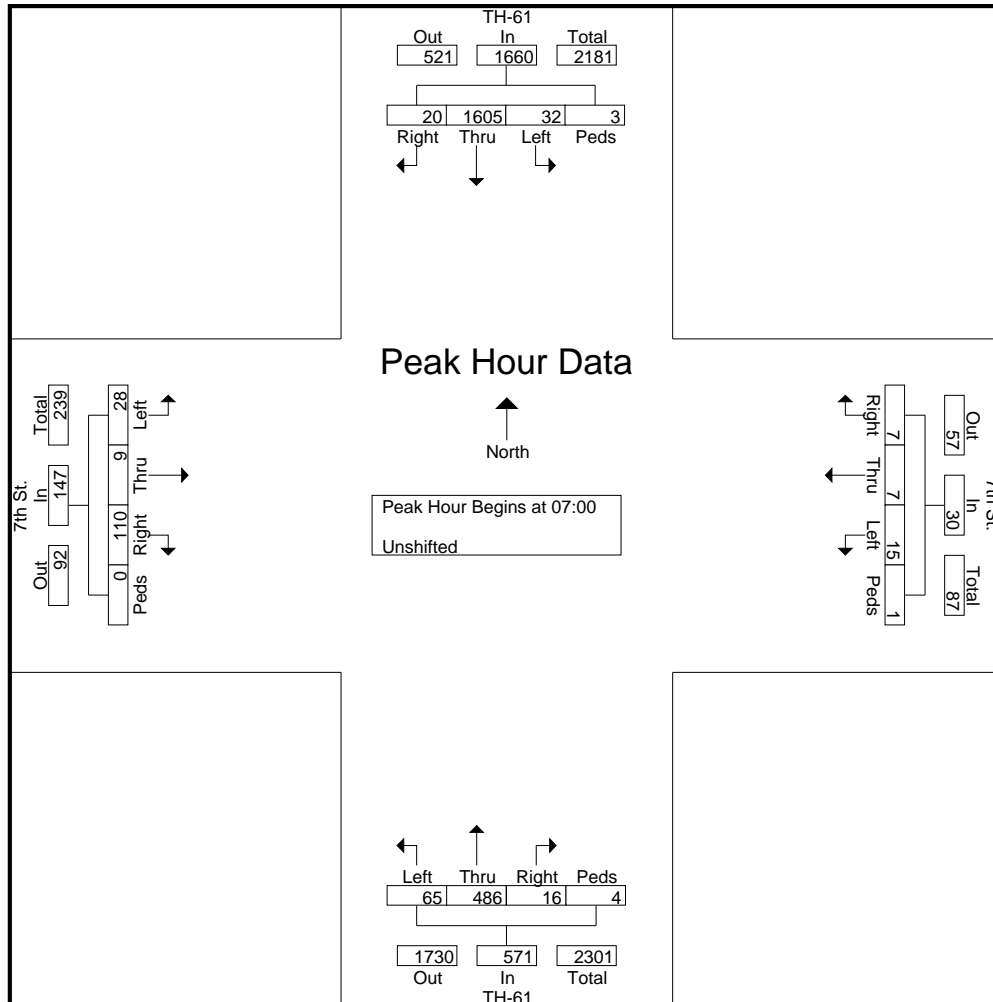 TH-61
Out In Total
521 1660 2181
20 1605 32 3
Right Thru Left Peds
Peak Hour Data
North
Peak Hour Begins at 07:00
Unshifted
7th St.
Total In Out
239 147 92
28 9 110 0
Left Thru Right Peds
Right Thru Left Peds
7 7 15 1
Out In Total
57 30 87
7th St.
Left Thru Right Peds
65 486 16 4
1730 571 2301
Out In Total
TH-61